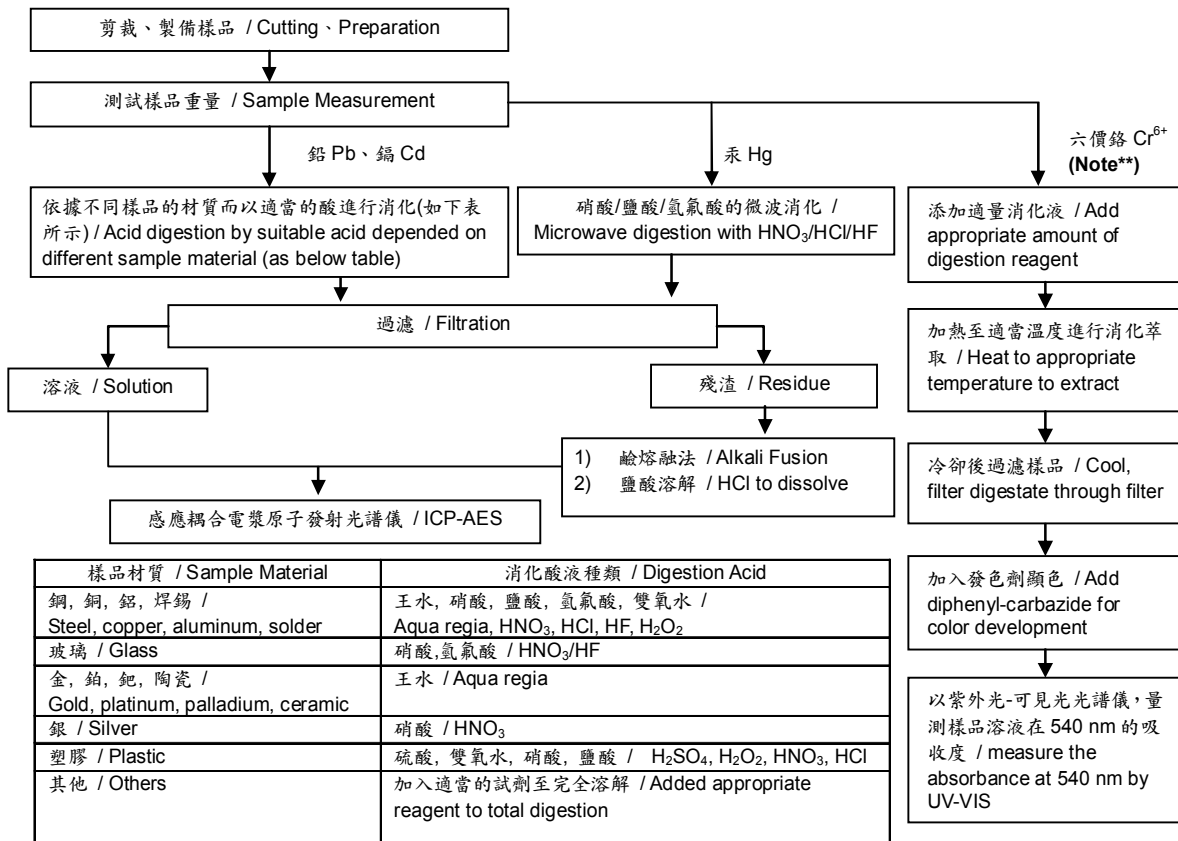 剪裁、製備樣品 / Cutting、Preparation
測試樣品重量 / Sample Measurement
鉛 Pb、鎘 Cd
汞 Hg
六價鉻 Cr⁶⁺
(Note**)
依據不同樣品的材質而以適當的酸進行消化(如下表
所示) / Acid digestion by suitable acid depended on
different sample material (as below table)
硝酸/鹽酸/氫氟酸的微波消化 /
Microwave digestion with HNO₃/HCl/HF
添加適量消化液 / Add
appropriate amount of
digestion reagent
過濾 / Filtration
加熱至適當溫度進行消化萃
取 / Heat to appropriate
temperature to extract
溶液 / Solution
殘渣 / Residue
1) 鹼熔融法 / Alkali Fusion
2) 鹽酸溶解 / HCl to dissolve
冷卻後過濾樣品 / Cool,
filter digestate through filter
感應耦合電漿原子發射光譜儀 / ICP-AES
加入發色劑顯色 / Add
diphenyl-carbazide for
color development
以紫外光-可見光光譜儀，量
測樣品溶液在 540 nm 的吸
收度 / measure the
absorbance at 540 nm by
UV-VIS
樣品材質 / Sample Material
消化酸液種類 / Digestion Acid
鋼, 銅, 鋁, 焊錫 /
Steel, copper, aluminum, solder
王水, 硝酸, 鹽酸, 氫氟酸, 雙氧水 /
Aqua regia, HNO₃, HCl, HF, H₂O₂
玻璃 / Glass
硝酸,氫氟酸 / HNO₃/HF
金, 鉑, 鈀, 陶瓷 /
Gold, platinum, palladium, ceramic
王水 / Aqua regia
銀 / Silver
硝酸 / HNO₃
塑膠 / Plastic
硫酸, 雙氧水, 硝酸, 鹽酸 / H₂SO₄, H₂O₂, HNO₃, HCl
其他 / Others
加入適當的試劑至完全溶解 / Added appropriate
reagent to total digestion